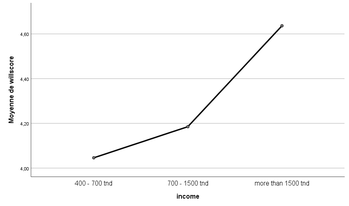 Moyenne de willscore
4,60
4,40
4,20
4,00
400 - 700 tnd
700 - 1500 tnd
more than 1500 tnd
income